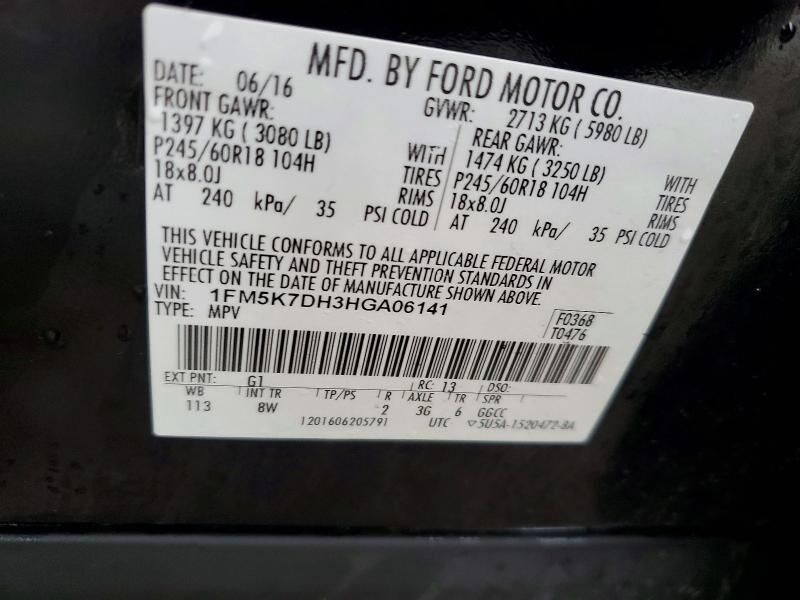 MFD. BY FORD MOTOR CO.
DATE: 06/16 GVWR: 2713 KG ( 5980 LB)
FRONT GAWR: REAR GAWR:
1397 KG ( 3080 LB) WITH 1474 KG ( 3250 LB) WITH
P245/60R18 104H TIRES P245/60R18 104H TIRES
18x8.0J RIMS 18x8.0J RIMS
AT 240 kPa/ 35 PSI COLD AT 240 kPa/ 35 PSI COLD
THIS VEHICLE CONFORMS TO ALL APPLICABLE FEDERAL MOTOR
VEHICLE SAFETY AND THEFT PREVENTION STANDARDS IN
EFFECT ON THE DATE OF MANUFACTURE SHOWN ABOVE.
VIN: 1FM5K7DH3HGA06141 F0368
TYPE: MPV T0476
EXT PNT: G1 RC: 13 DSO:
WB INT TR TP/PS R AXLE TR SPR
113 8W 2 3G 6 GGCC
1201606205791 UTC ▽5U5A-1520472-BA